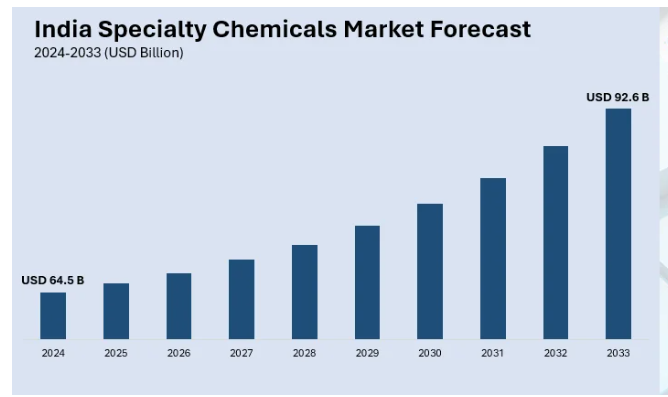 India Specialty Chemicals Market Forecast
2024-2033 (USD Billion)
USD 92.6 B
USD 64.5 B
2024 2025 2026 2027 2028 2029 2030 2031 2032 2033